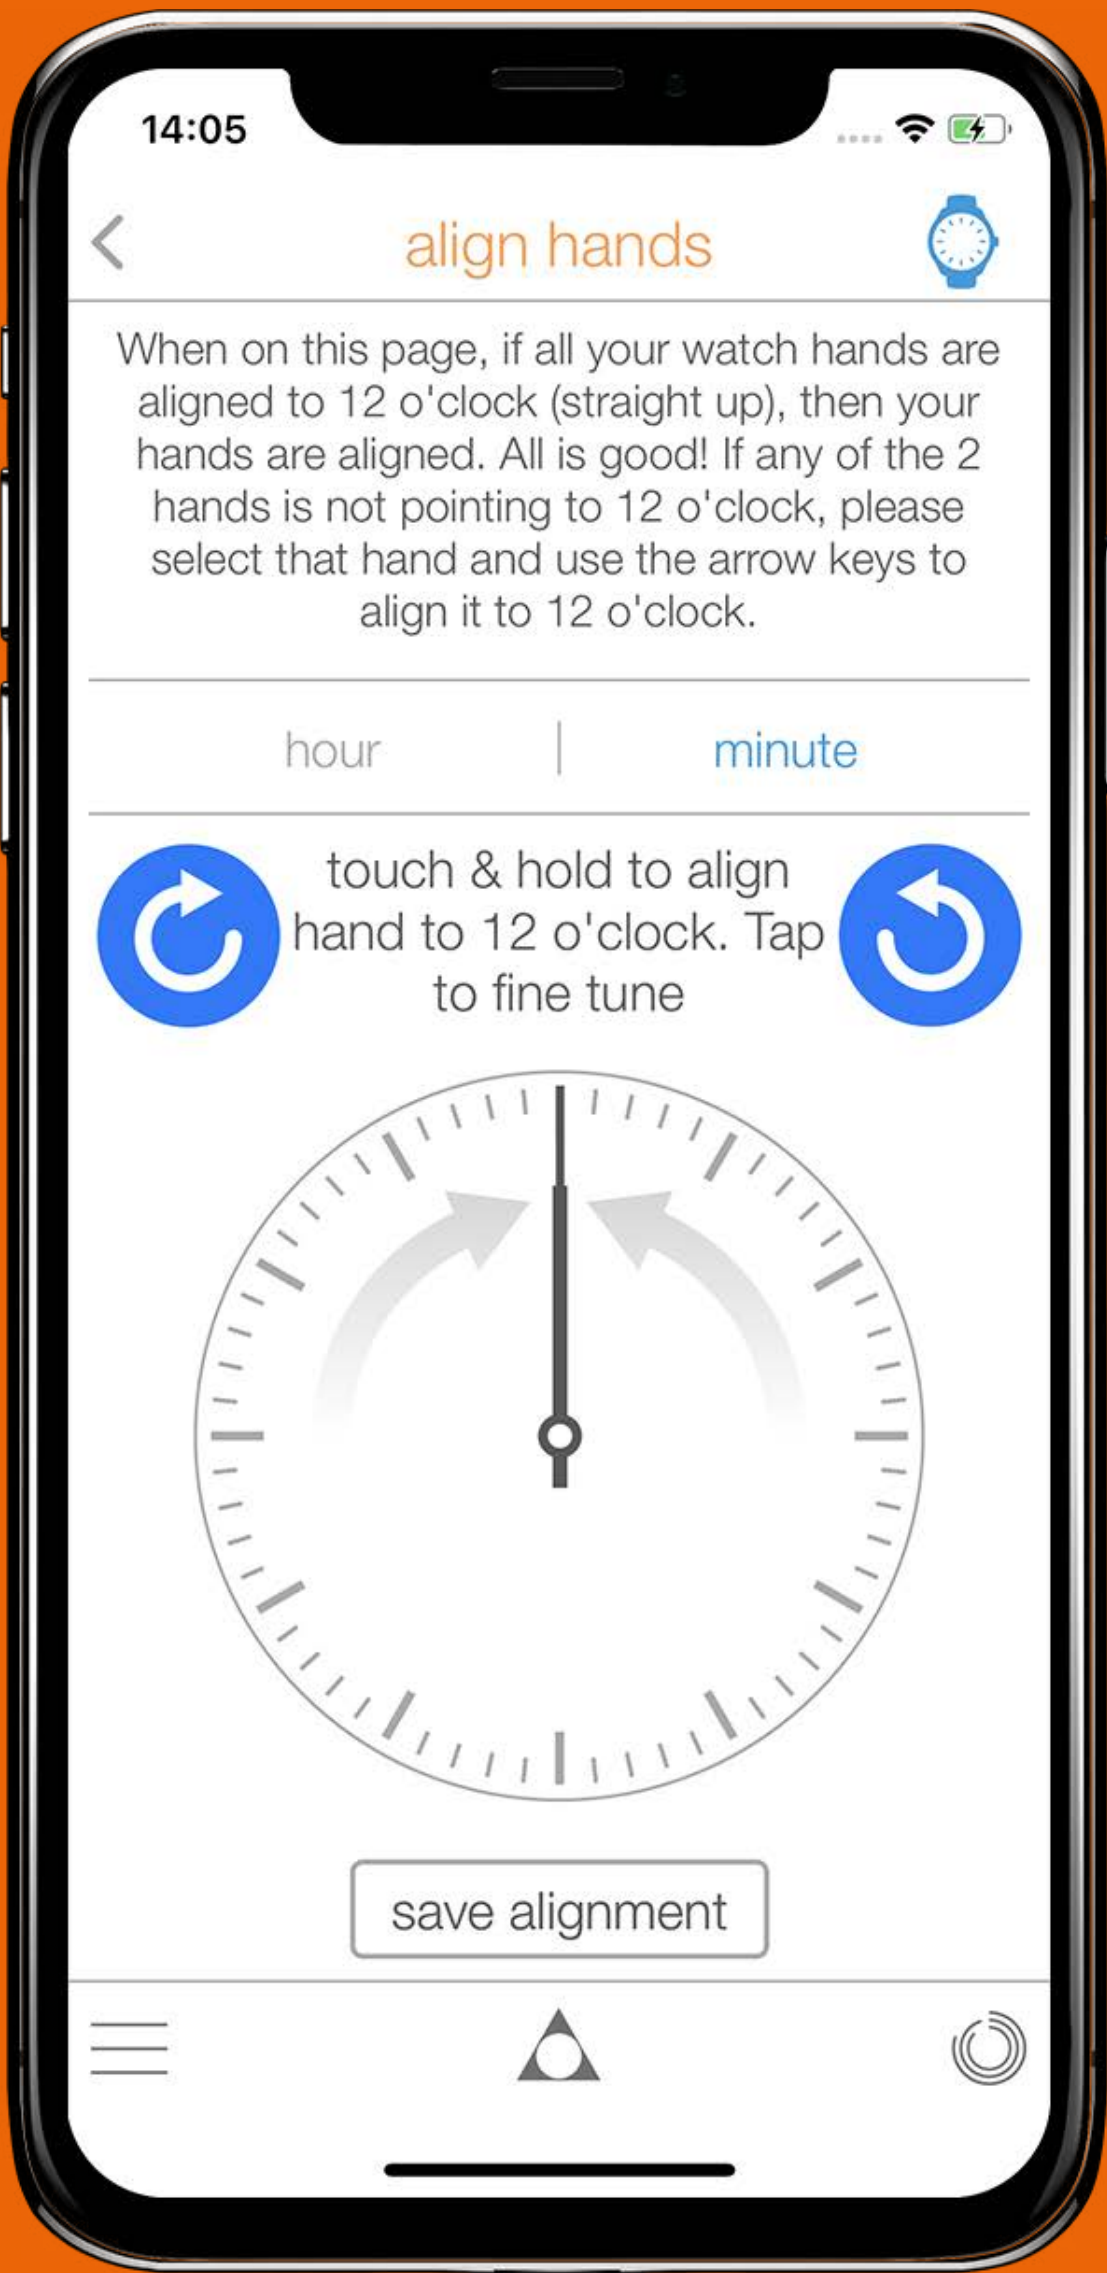 14:05
align hands
When on this page, if all your watch hands are
aligned to 12 o'clock (straight up), then your
hands are aligned. All is good! If any of the 2
hands is not pointing to 12 o'clock, please
select that hand and use the arrow keys to
align it to 12 o'clock.
hour | minute
touch & hold to align
hand to 12 o'clock. Tap
to fine tune
save alignment